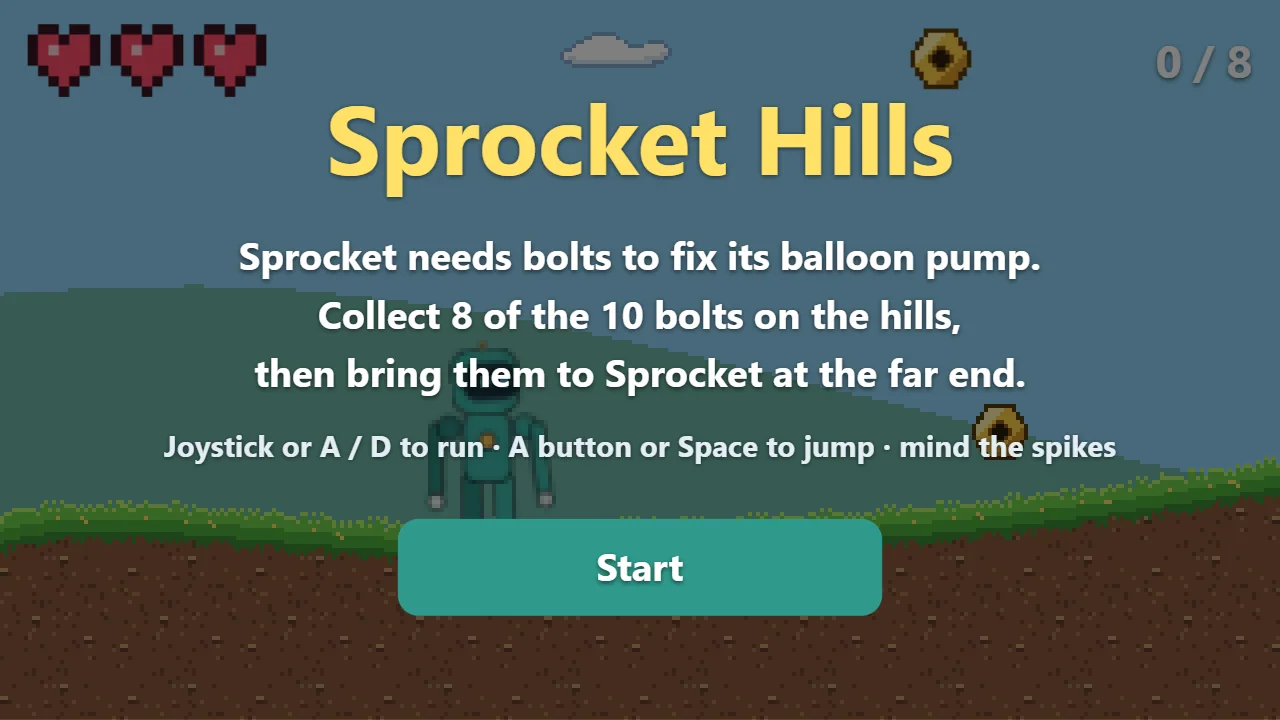 0 / 8
Sprocket Hills
Sprocket needs bolts to fix its balloon pump.
Collect 8 of the 10 bolts on the hills,
then bring them to Sprocket at the far end.
Joystick or A / D to run · A button or Space to jump · mind the spikes
Start